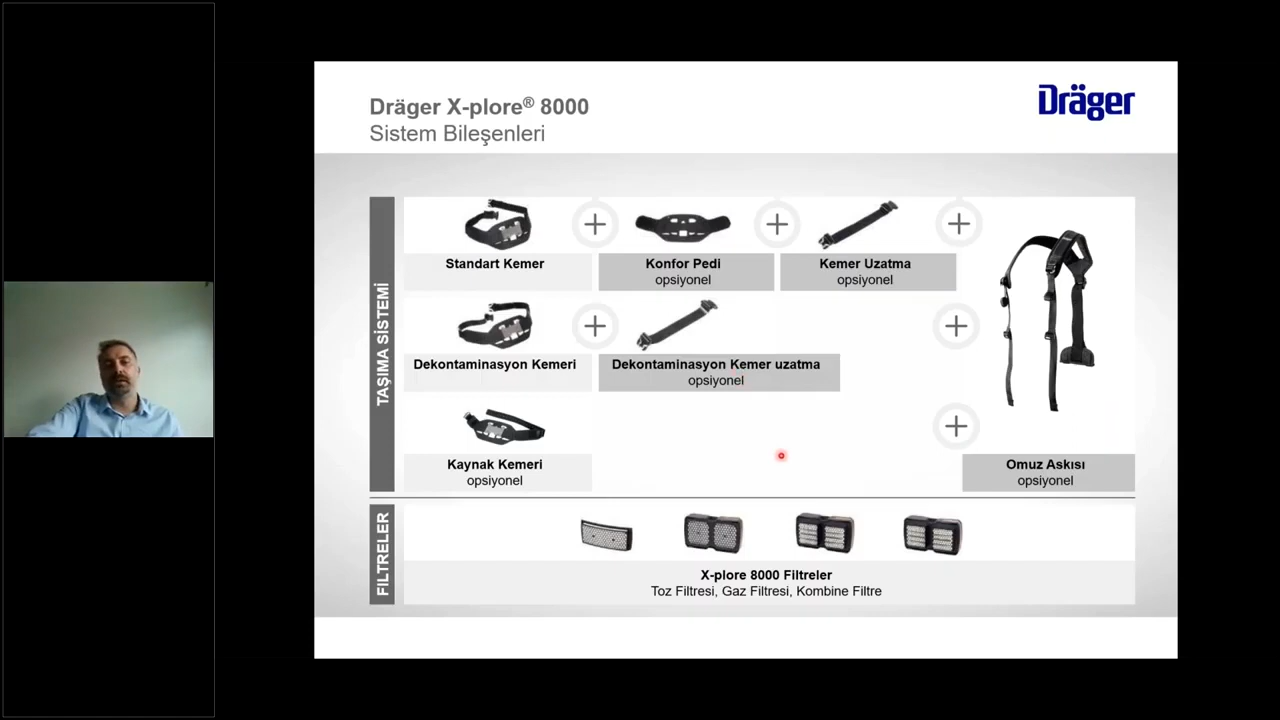 Dräger X-plore® 8000
Sistem Bileşenleri
Dräger
TAŞIMA SİSTEMİ
Standart Kemer
Konfor Pedi
opsiyonel
Kemer Uzatma
opsiyonel
Dekontaminasyon Kemeri
Dekontaminasyon Kemer uzatma
opsiyonel
Kaynak Kemeri
opsiyonel
Omuz Askısı
opsiyonel
FILTRELER
X-plore 8000 Filtreler
Toz Filtresi, Gaz Filtresi, Kombine Filtre